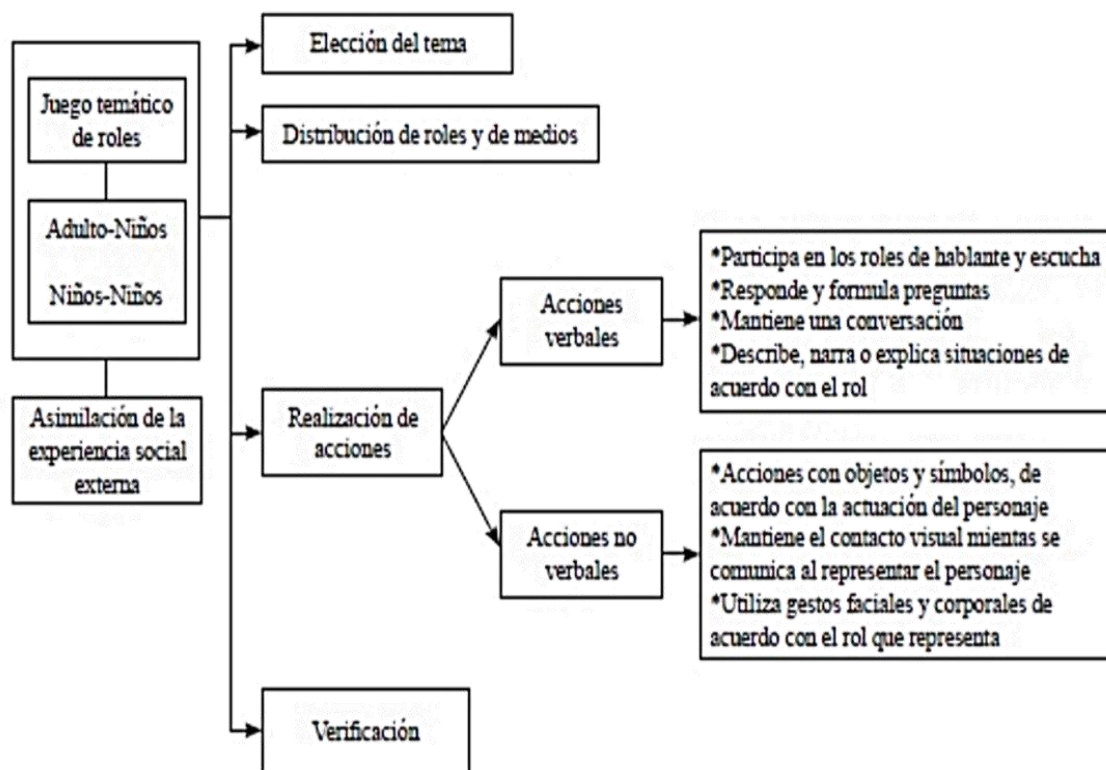 Juego temático
de roles
Adulto-Niños
Niños-Niños
Asimilación de la
experiencia social
externa
Elección del tema
Distribución de roles y de medios
Realización de
acciones
Verificación
Acciones
verbales
Acciones no
verbales
*Participa en los roles de hablante y escucha
*Responde y formula preguntas
*Mantiene una conversación
*Describe, narra o explica situaciones de
acuerdo con el rol
*Acciones con objetos y símbolos, de
acuerdo con la actuación del personaje
*Mantiene el contacto visual mientas se
comunica al representar el personaje
*Utiliza gestos faciales y corporales de
acuerdo con el rol que representa